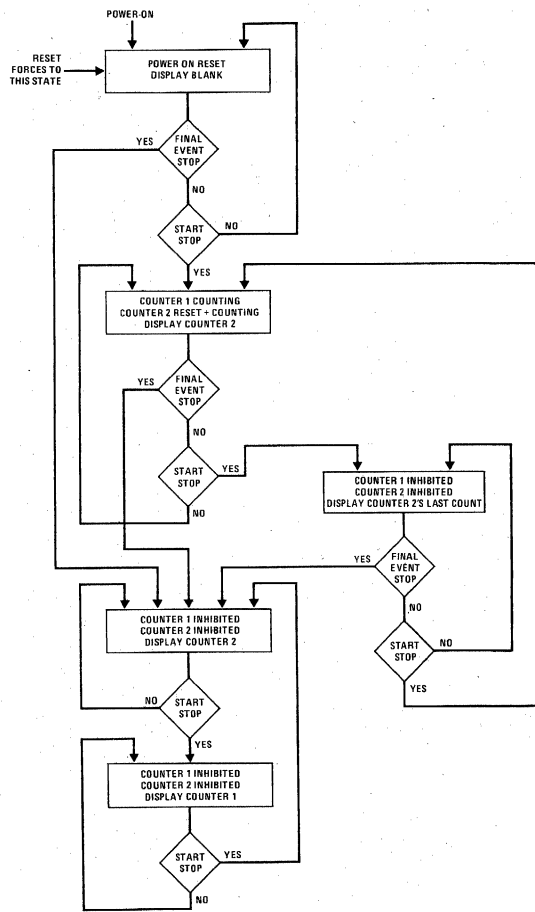 POWER-ON
RESET
FORCES TO
THIS STATE
POWER ON RESET
DISPLAY BLANK
YES
FINAL
EVENT
STOP
NO
START
STOP
NO
YES
COUNTER 1 COUNTING
COUNTER 2 RESET + COUNTING
DISPLAY COUNTER 2
YES
FINAL
EVENT
STOP
NO
START
STOP
YES
NO
COUNTER 1 INHIBITED
COUNTER 2 INHIBITED
DISPLAY COUNTER 2'S LAST COUNT
YES
FINAL
EVENT
STOP
NO
START
STOP
NO
YES
COUNTER 1 INHIBITED
COUNTER 2 INHIBITED
DISPLAY COUNTER 2
NO
START
STOP
YES
COUNTER 1 INHIBITED
COUNTER 2 INHIBITED
DISPLAY COUNTER 1
START
STOP
YES
NO